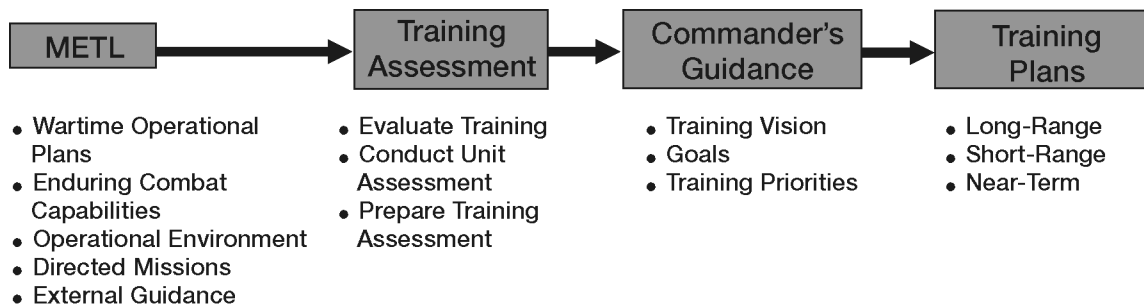 METL
Training
Assessment
Commander's
Guidance
Training
Plans
• Wartime Operational
Plans
• Enduring Combat
Capabilities
• Operational Environment
• Directed Missions
• External Guidance
• Evaluate Training
• Conduct Unit
Assessment
• Prepare Training
Assessment
• Training Vision
• Goals
• Training Priorities
• Long-Range
• Short-Range
• Near-Term